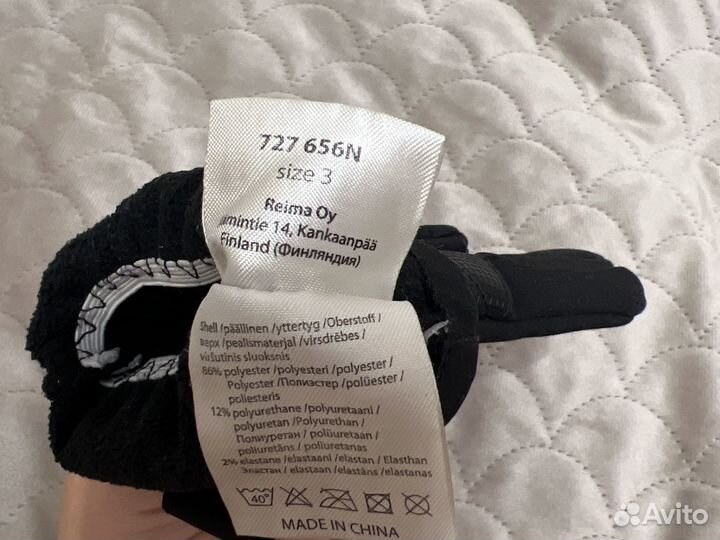 727 656N
size 3
Reima Oy
14, Kankaanpää
Finland (Финляндия)
Shell /päällinen /yttertyg /Oberstoff /
верх /pealismaterjal /virsdrēbes /
viršutinis sluoksnis
86% polyester /polyesteri /polyester /
Polyester /Полиэстер /polüester /
poliesteris
12% polyurethane /polyuretaani /
polyuretan /Polyurethan /
Полиуретан / polüuretaan /
poliuretāns / poliuretanas
2% elastane /elastaani /elastan / Elasthan
Эластан / elastaan /elastāns /elastanas
40°
MADE IN CHINA
Avito